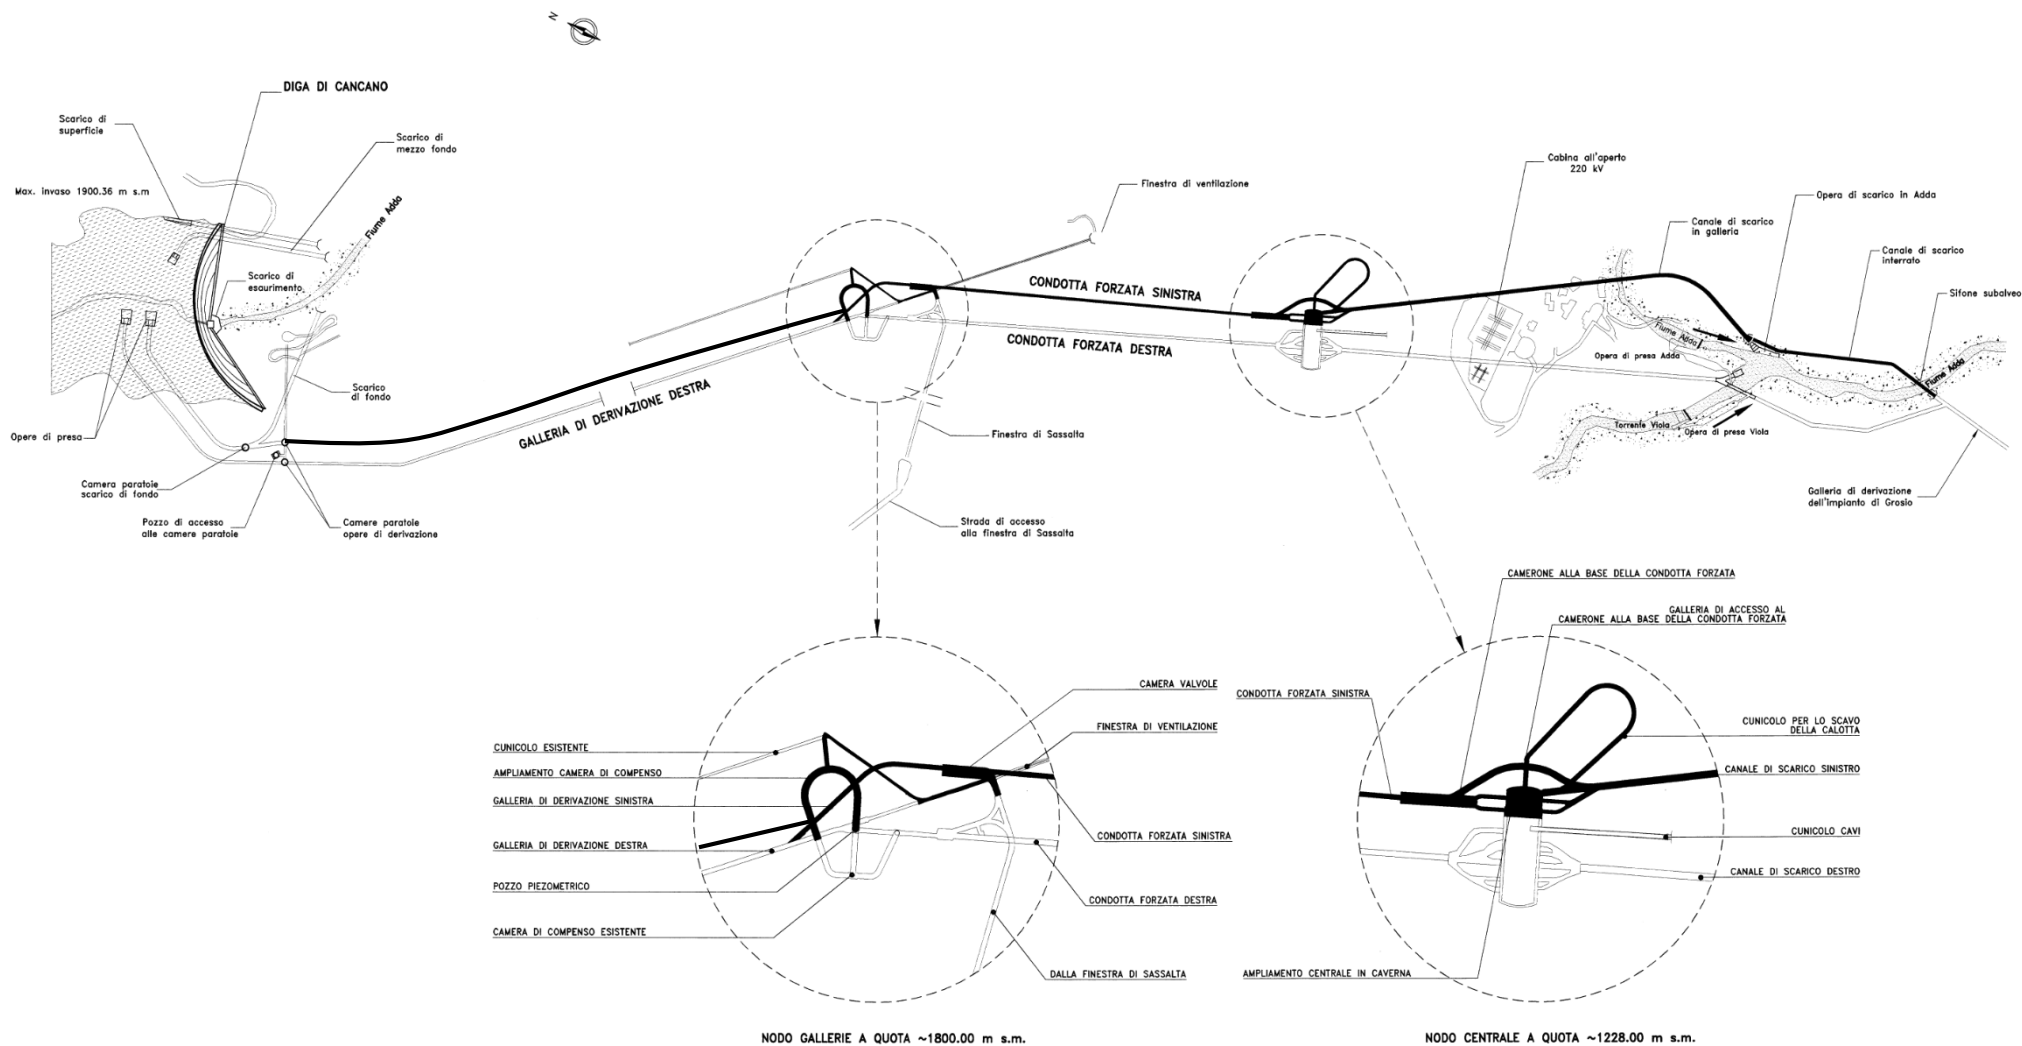 N
DIGA DI CANCANO
Scarico di
superficie
Scarico di
mezzo fondo
Max. invaso 1900.36 m s.m
Fiume Adda
Scarico di
esaurimento
Scarico
di fondo
Opere di presa
Camera paratoie
scarico di fondo
Pozzo di accesso
alle camere paratoie
Camere paratoie
opere di derivazione
GALLERIA DI DERIVAZIONE DESTRA
Finestra di ventilazione
CONDOTTA FORZATA SINISTRA
CONDOTTA FORZATA DESTRA
Finestra di Sassalta
Strada di accesso
alla finestra di Sassalta
Cabina all'aperto
220 kV
Opera di scarico in Adda
Canale di scarico
in galleria
Canale di scarico
interrato
Sifone subalveo
Fiume Adda
Opera di presa Adda
Fiume Adda
Torrente Viola
Opera di presa Viola
Galleria di derivazione
dell'impianto di Grosio
CAMERA VALVOLE
FINESTRA DI VENTILAZIONE
CUNICOLO ESISTENTE
AMPLIAMENTO CAMERA DI COMPENSO
GALLERIA DI DERIVAZIONE SINISTRA
GALLERIA DI DERIVAZIONE DESTRA
POZZO PIEZOMETRICO
CAMERA DI COMPENSO ESISTENTE
CONDOTTA FORZATA SINISTRA
CONDOTTA FORZATA DESTRA
DALLA FINESTRA DI SASSALTA
NODO GALLERIE A QUOTA ~1800.00 m s.m.
CAMERONE ALLA BASE DELLA CONDOTTA FORZATA
GALLERIA DI ACCESSO AL
CAMERONE ALLA BASE DELLA CONDOTTA FORZATA
CONDOTTA FORZATA SINISTRA
CUNICOLO PER LO SCAVO
DELLA CALOTTA
CANALE DI SCARICO SINISTRO
CUNICOLO CAVI
CANALE DI SCARICO DESTRO
AMPLIAMENTO CENTRALE IN CAVERNA
NODO CENTRALE A QUOTA ~1228.00 m s.m.